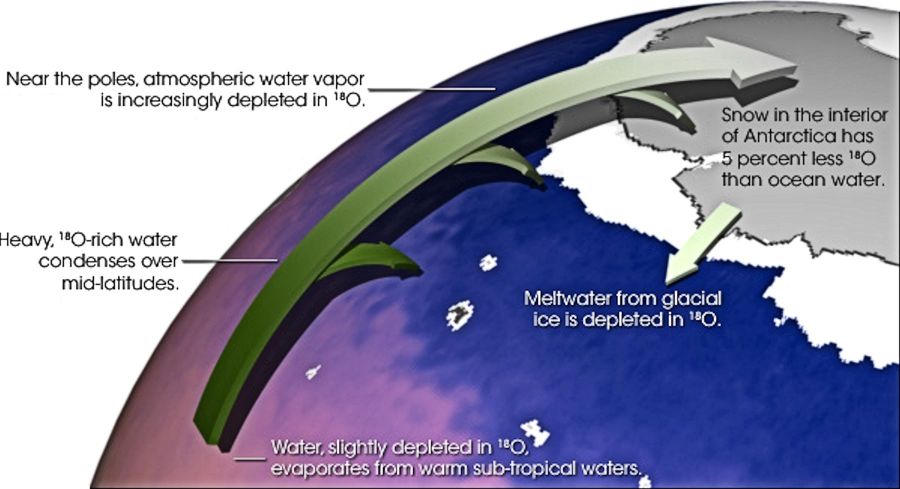 Near the poles, atmospheric water vapor
is increasingly depleted in ¹⁸O.
Snow in the interior
of Antarctica has
5 percent less ¹⁸O
than ocean water.
Heavy, ¹⁸O-rich water
condenses over
mid-latitudes.
Meltwater from glacial
ice is depleted in ¹⁸O.
Water, slightly depleted in ¹⁸O,
evaporates from warm sub-tropical waters.